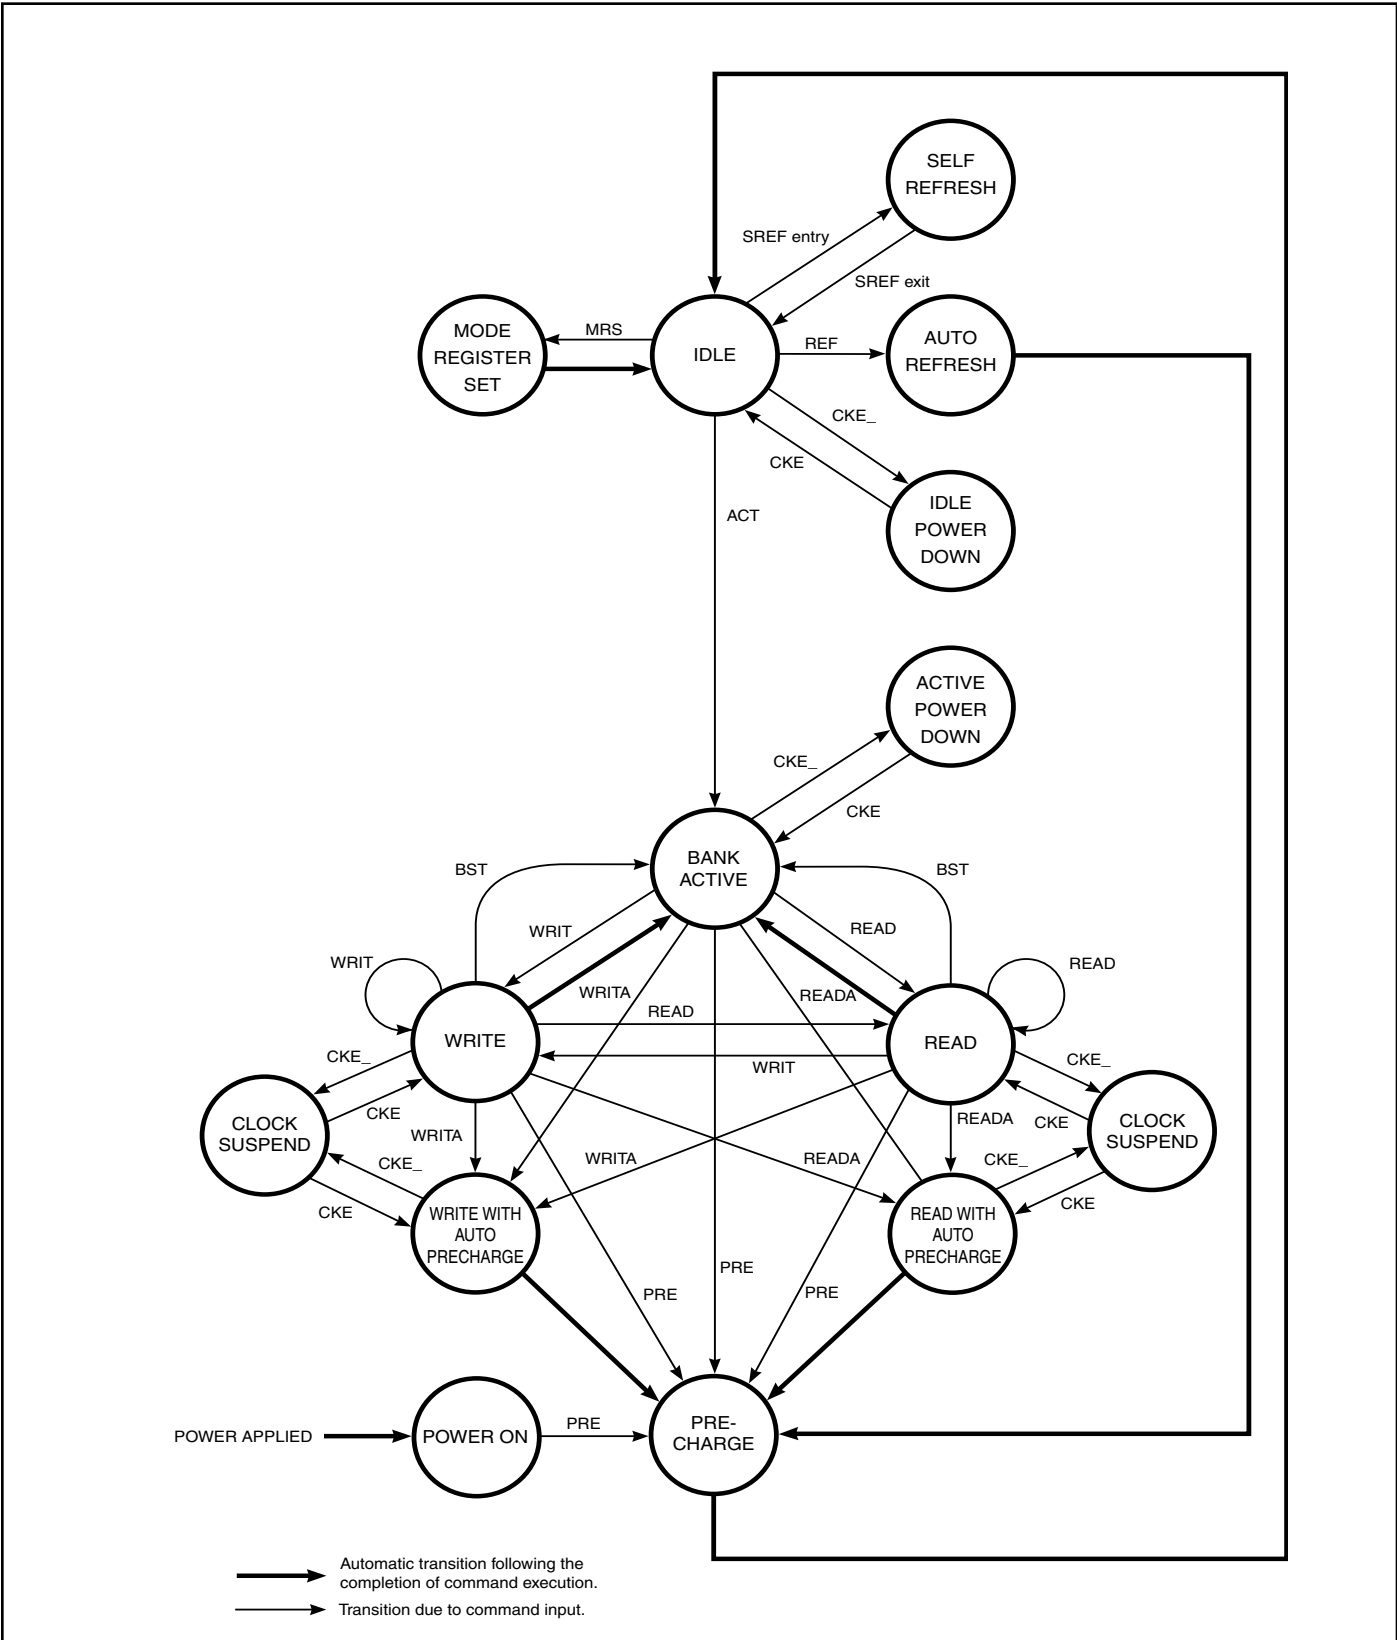 SELF
REFRESH
SREF entry
SREF exit
MODE
REGISTER
SET
MRS
IDLE
REF
AUTO
REFRESH
CKE_
CKE
IDLE
POWER
DOWN
ACT
ACTIVE
POWER
DOWN
CKE_
CKE
BANK
ACTIVE
BST
BST
WRIT
READ
WRIT
READ
WRITA
READA
READ
WRITE
READ
WRIT
CKE_
CKE_
CKE
CKE
CLOCK
SUSPEND
CLOCK
SUSPEND
WRITA
READA
CKE_
WRITA
READA
CKE_
CKE
CKE
WRITE WITH
AUTO
PRECHARGE
READ WITH
AUTO
PRECHARGE
PRE
PRE
PRE
POWER APPLIED
POWER ON
PRE
PRE-
CHARGE
Automatic transition following the
completion of command execution.
Transition due to command input.